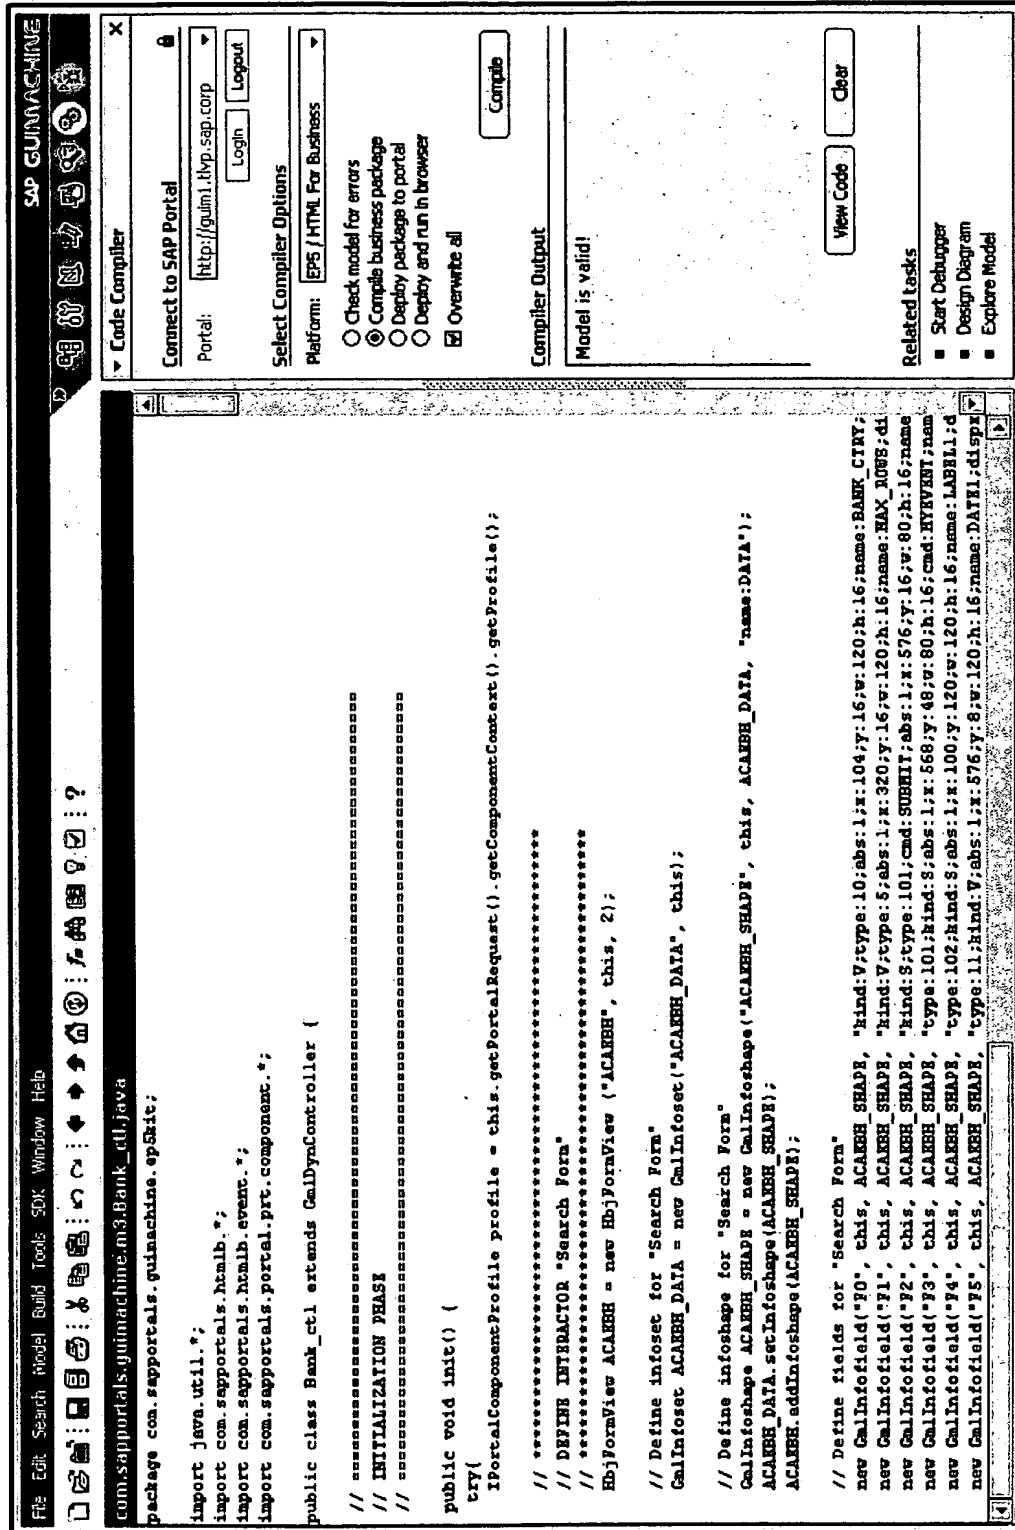 SAP GUIMACHINE
File Edit Search Model Build Tools SDK Window Help
com.sapportals.guimachine.m3.Bank_ctl.java
package com.sapportals.guimachine.ep5kit;
import java.util.*;
import com.sapportals.htmlb.*;
import com.sapportals.htmlb.event.*;
import com.sapportals.portal.prt.component.*;
public class Bank_ctl extends GmlDynController {
// ============================================
// INITIALIZATION PHASE
// ============================================
public void init() {
try{
IPortalComponentProfile profile = this.getPortalRequest().getComponentContext().getProfile();
// ********************************
// DEFINE INTERACTOR "Search Form"
// ********************************
HbjFormView ACAKBH = new HbjFormView ("ACAKBH", this, 2);
// Define infoset for "Search Form"
GmlInfoset ACAKBH_DATA = new GmlInfoset("ACAKBH_DATA", this);
// Define infoshape for "Search Form"
GmlInfoshape ACAKBH_SHAPE = new GmlInfoshape("ACAKBH_SHAPE", this, ACAKBH_DATA, "name:DATA");
ACAKBH_DATA.setInfoshape(ACAKBH_SHAPE);
ACAKBH.addInfoshape(ACAKBH_SHAPE);
// Define fields for "Search Form"
new GmlInfofield("F0", this, ACAKBH_SHAPE, "kind:V;type:10;abs:1;x:104;y:16;w:120;h:16;name:BANK_CTRY;
new GmlInfofield("F1", this, ACAKBH_SHAPE, "kind:V;type:5;abs:1;x:320;y:16;w:120;h:16;name:MAX_ROWS;di
new GmlInfofield("F2", this, ACAKBH_SHAPE, "kind:S;type:101;cmd:SUBMIT;abs:1;x:576;y:16;w:80;h:16;name
new GmlInfofield("F3", this, ACAKBH_SHAPE, "type:101;kind:S;abs:1;x:568;y:48;w:80;h:16;cmd:MYEVENT;nam
new GmlInfofield("F4", this, ACAKBH_SHAPE, "type:102;kind:S;abs:1;x:100;y:120;w:120;h:16;name:LABEL1;d
new GmlInfofield("F5", this, ACAKBH_SHAPE, "type:11;kind:V;abs:1;x:576;y:8;w:120;h:16;name:DATE1;dispr
Code Compiler
Connect to SAP Portal
Portal: http://guim1.tlvp.sap.corp
Login Logout
Select Compiler Options
Platform: EP5 / HTML For Business
Check model for errors
Compile business package
Deploy package to portal
Deploy and run in browser
Overwrite all
Compile
Compiler Output
Model is valid!
View Code Clear
Related tasks
Start Debugger
Design Diagram
Explore Model